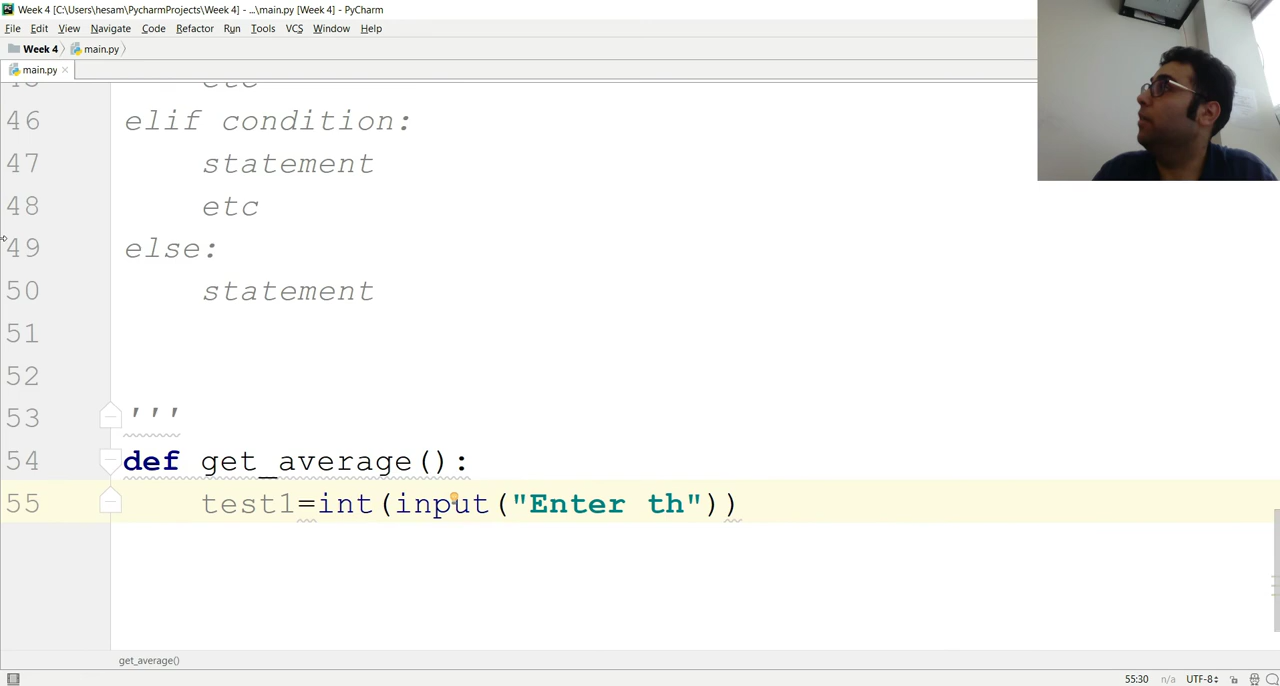 Week 4 [C:\Users\hesam\PycharmProjects\Week 4] - ...\main.py [Week 4] - PyCharm
File Edit View Navigate Code Refactor Run Tools VCS Window Help
Week 4 main.py
main.py
etc
46 elif condition:
47 statement
48 etc
49 else:
50 statement
51
52
53 '''
54 def get_average():
55 test1=int(input("Enter th"))
get_average()
55:30 n/a UTF-8